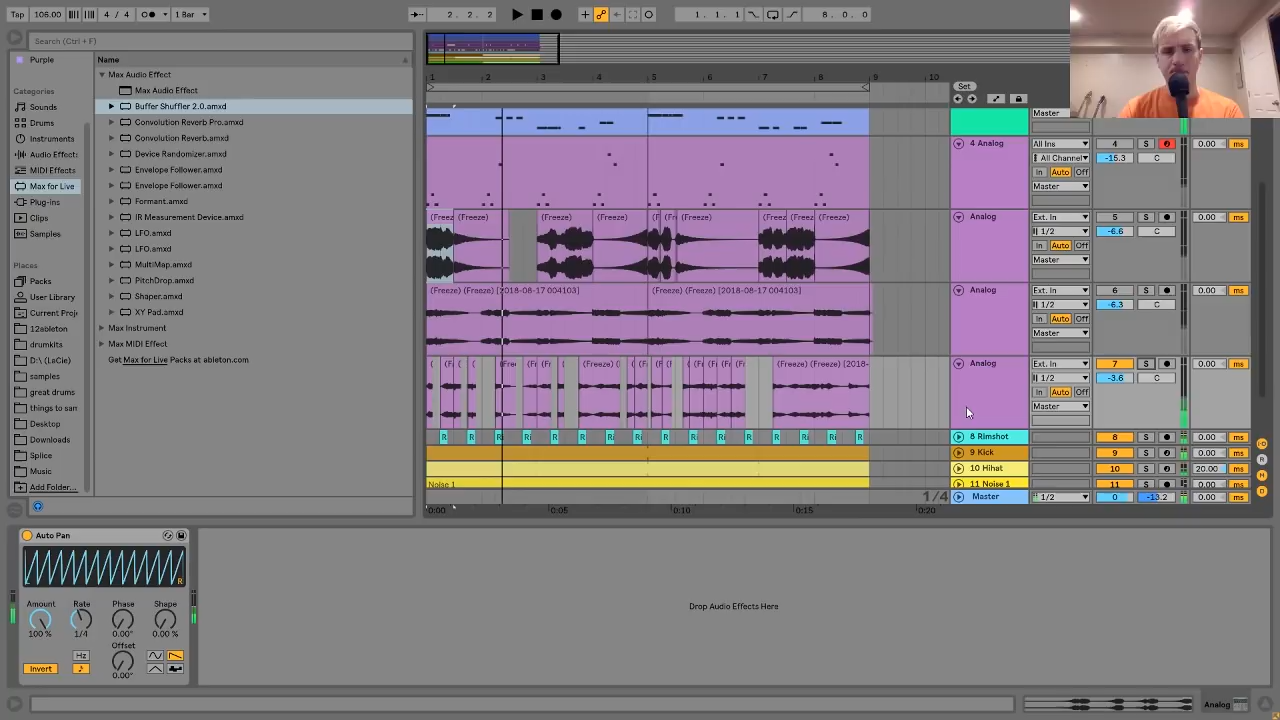 Tap 106.00 4 / 4 1 Bar 2. 2. 2 1. 1. 1 8. 0. 0
Search (Ctrl + F)
Purple
Categories
Sounds
Drums
Instruments
Audio Effects
MIDI Effects
Max for Live
Plug-ins
Clips
Samples
Places
Packs
User Library
Current Proj
12ableton
drumkits
D:\ (LaCie)
samples
great drums
things to sam
Desktop
Downloads
Splice
Music
Add Folder...
Name
Max Audio Effect
Max Audio Effect
Buffer Shuffler 2.0.amxd
Convolution Reverb Pro.amxd
Convolution Reverb.amxd
Device Randomizer.amxd
Envelope Follower.amxd
Envelope Follower.amxd
Formant.amxd
IR Measurement Device.amxd
LFO.amxd
LFO.amxd
MultiMap.amxd
PitchDrop.amxd
Shaper.amxd
XY Pad.amxd
Max Instrument
Max MIDI Effect
Get Max for Live Packs at ableton.com
1 2 3 4 5 6 7 8 9 10
Set
Master
4 Analog All Ins 4 S 0.00 ms
All Channel -15.3 C
In Auto Off
Master
(Freez (Freeze) (Freeze) (Freeze) (F (Fr (Freeze) (Freez (Freez (Freeze) Analog Ext. In 5 S 0.00 ms
1/2 -6.6 C
In Auto Off
Master
(Freeze) (Freeze) [2018-08-17 004103] (Freeze) (Freeze) [2018-08-17 004103] Analog Ext. In 6 S 0.00 ms
1/2 -6.3 C
In Auto Off
Master
(Freeze) (Freeze) [2018- Analog Ext. In 7 S 0.00 ms
1/2 -3.6 C
In Auto Off
Master
R R Ri Ri R Ri Ri R R Ri R Ri R Ri Ri R 8 Rimshot 8 S 0.00 ms
9 Kick 9 S 0.00 ms
10 Hihat 10 S 20.00 ms
Noise 1 11 Noise 1 11 S 0.00 ms
1/4 Master 1/2 0 -13.2 0.00 ms
0:00 0:05 0:10 0:15 0:20
Auto Pan
L R
Amount Rate Phase Shape
100 % 1/4 0.00° 0.00 %
Hz Offset
Invert 0.00°
Drop Audio Effects Here
Analog